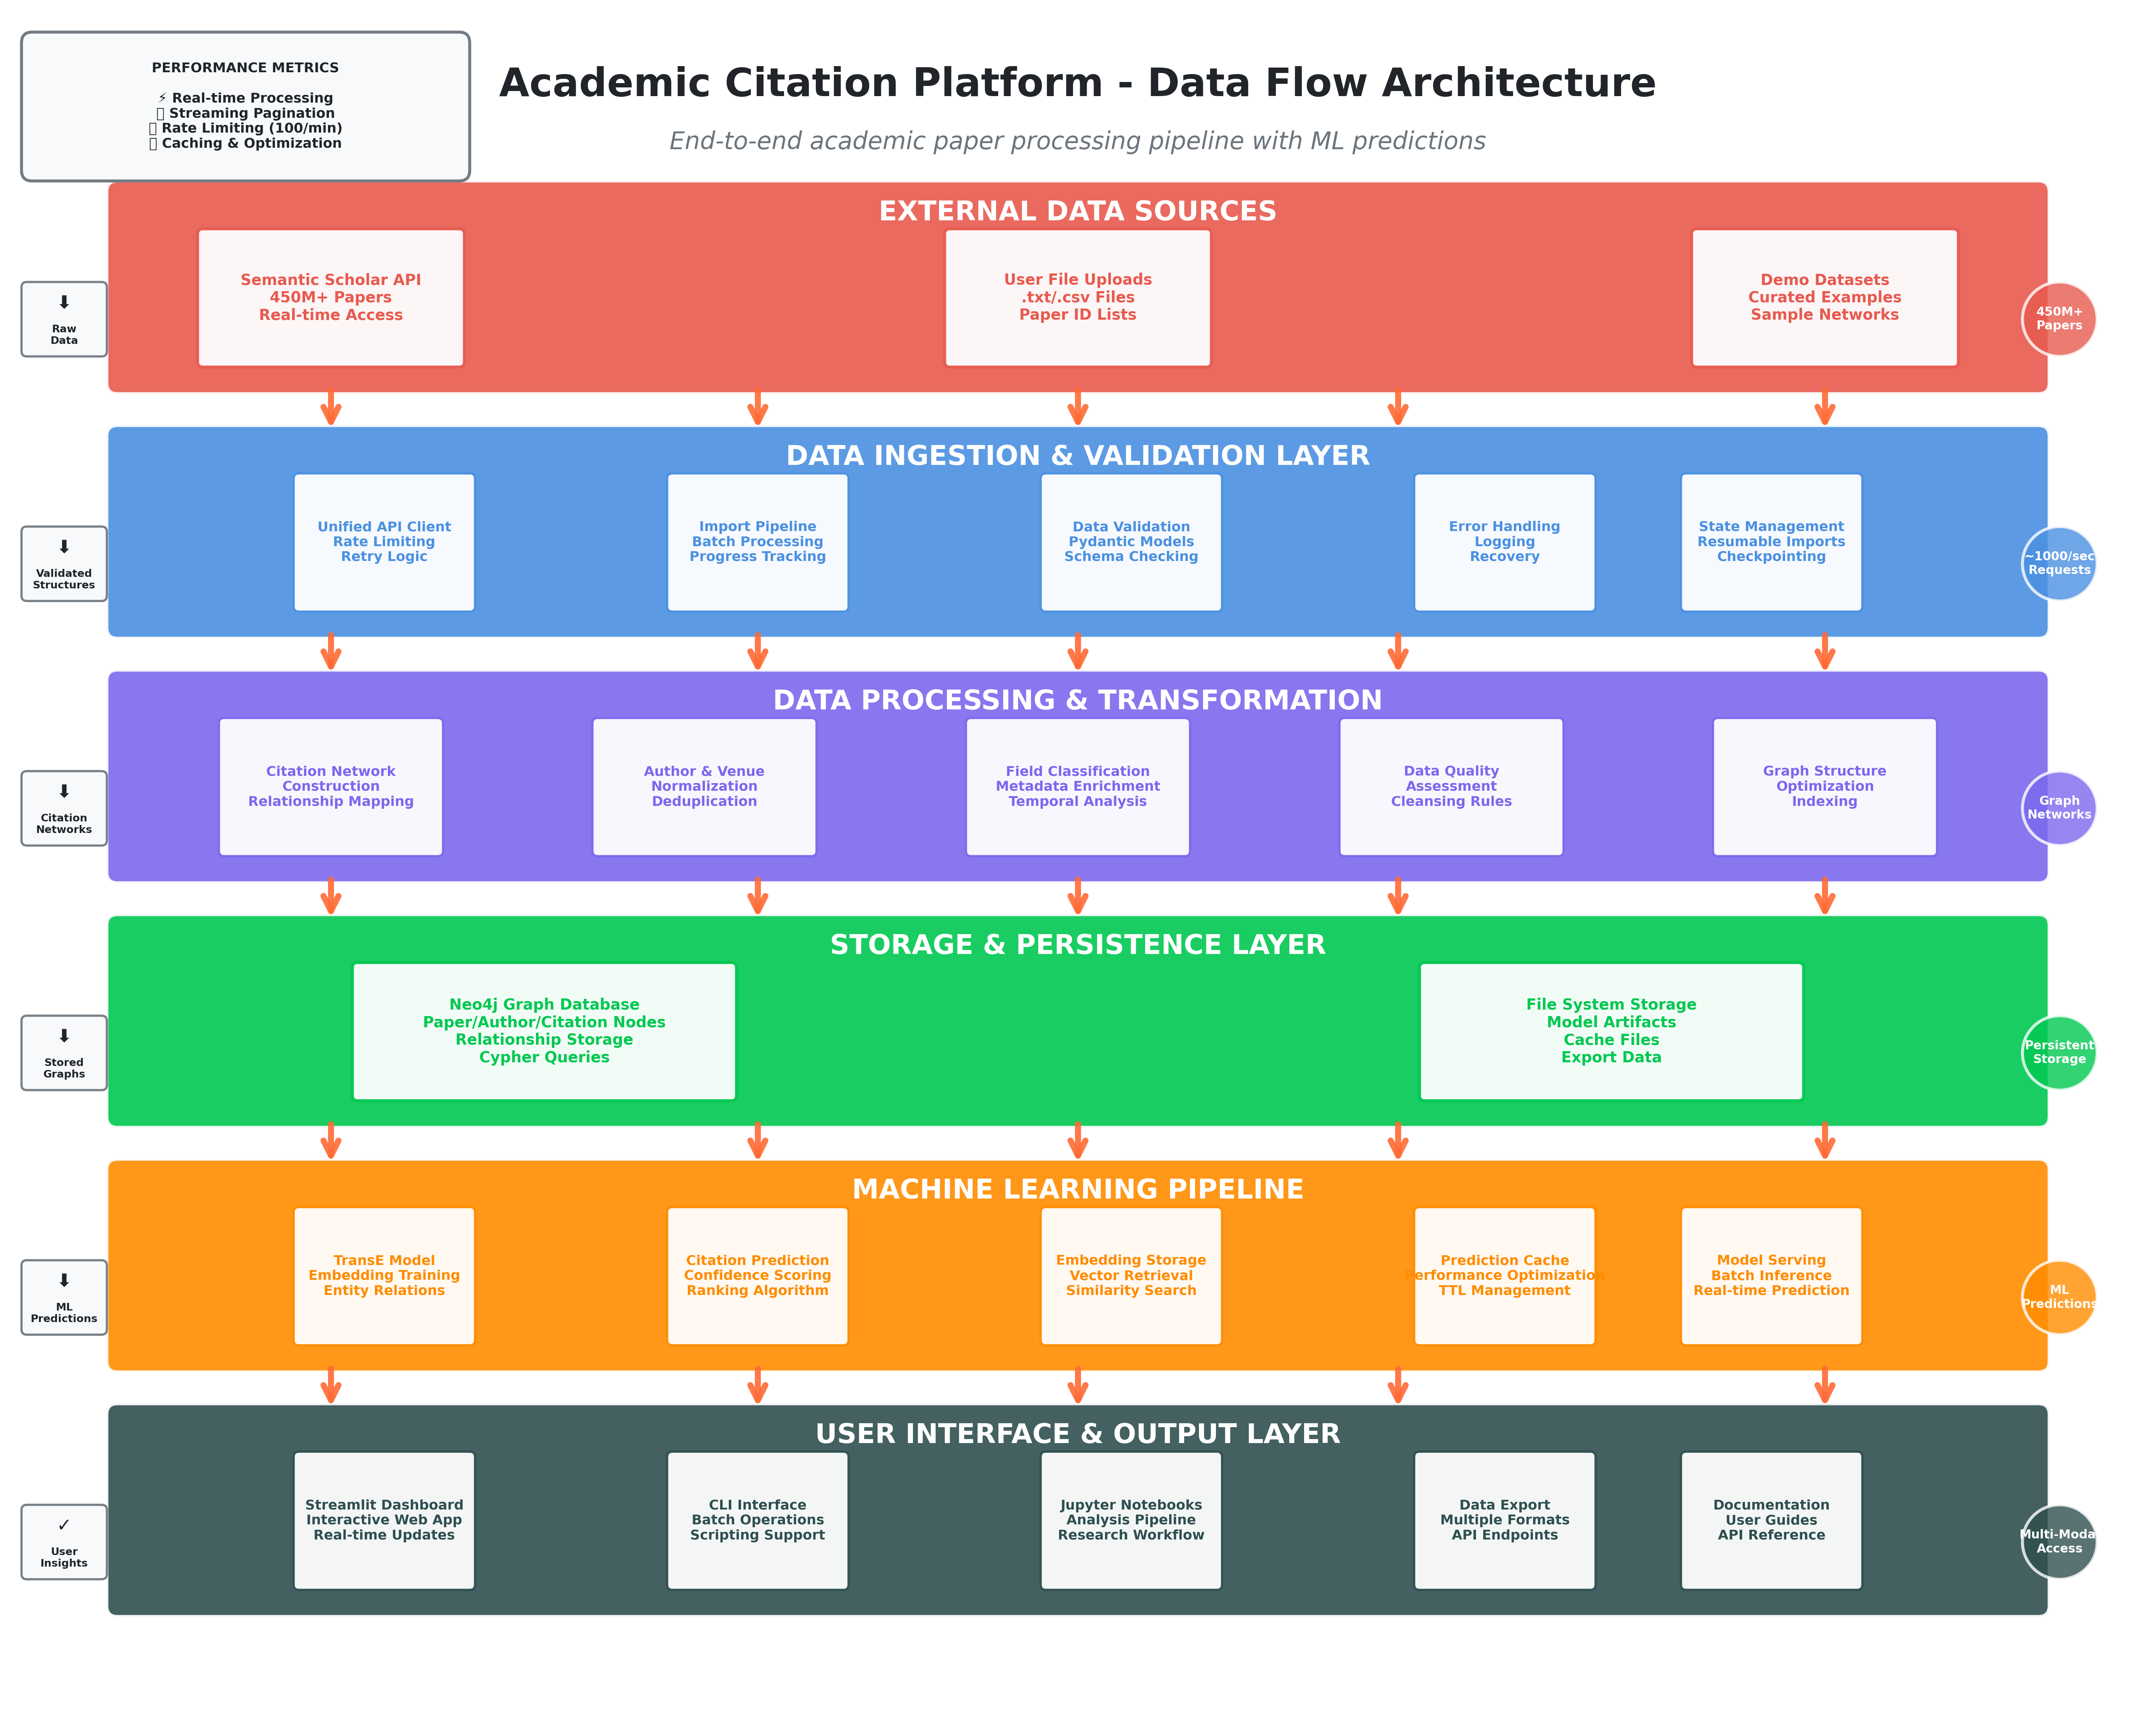 PERFORMANCE METRICS
⚡ Real-time Processing
Streaming Pagination
Rate Limiting (100/min)
Caching & Optimization
Academic Citation Platform - Data Flow Architecture
End-to-end academic paper processing pipeline with ML predictions
EXTERNAL DATA SOURCES
⬇
Raw
Data
Semantic Scholar API
450M+ Papers
Real-time Access
User File Uploads
.txt/.csv Files
Paper ID Lists
Demo Datasets
Curated Examples
Sample Networks
450M+
Papers
DATA INGESTION & VALIDATION LAYER
⬇
Validated
Structures
Unified API Client
Rate Limiting
Retry Logic
Import Pipeline
Batch Processing
Progress Tracking
Data Validation
Pydantic Models
Schema Checking
Error Handling
Logging
Recovery
State Management
Resumable Imports
Checkpointing
~1000/sec
Requests
DATA PROCESSING & TRANSFORMATION
⬇
Citation
Networks
Citation Network
Construction
Relationship Mapping
Author & Venue
Normalization
Deduplication
Field Classification
Metadata Enrichment
Temporal Analysis
Data Quality
Assessment
Cleansing Rules
Graph Structure
Optimization
Indexing
Graph
Networks
STORAGE & PERSISTENCE LAYER
⬇
Stored
Graphs
Neo4j Graph Database
Paper/Author/Citation Nodes
Relationship Storage
Cypher Queries
File System Storage
Model Artifacts
Cache Files
Export Data
Persistent
Storage
MACHINE LEARNING PIPELINE
⬇
ML
Predictions
TransE Model
Embedding Training
Entity Relations
Citation Prediction
Confidence Scoring
Ranking Algorithm
Embedding Storage
Vector Retrieval
Similarity Search
Prediction Cache
Performance Optimization
TTL Management
Model Serving
Batch Inference
Real-time Prediction
ML
Predictions
USER INTERFACE & OUTPUT LAYER
✓
User
Insights
Streamlit Dashboard
Interactive Web App
Real-time Updates
CLI Interface
Batch Operations
Scripting Support
Jupyter Notebooks
Analysis Pipeline
Research Workflow
Data Export
Multiple Formats
API Endpoints
Documentation
User Guides
API Reference
Multi-Modal
Access